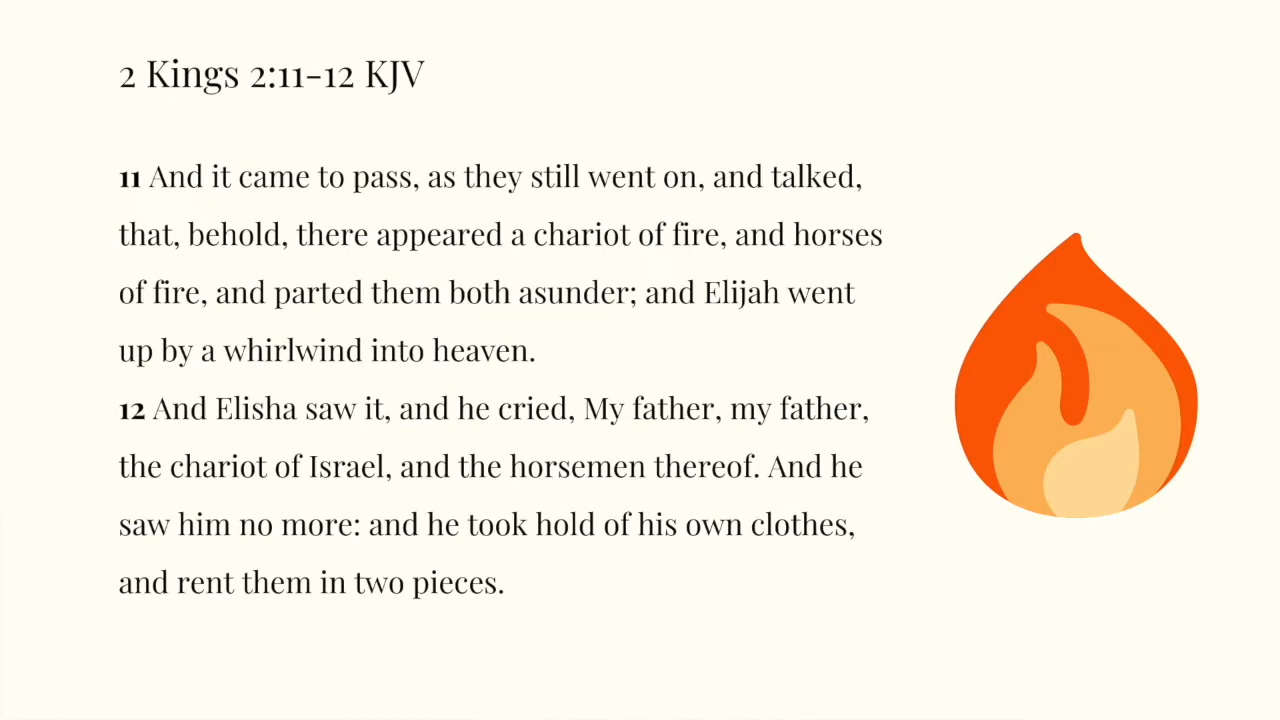 2 Kings 2:11-12 KJV
11 And it came to pass, as they still went on, and talked,
that, behold, there appeared a chariot of fire, and horses
of fire, and parted them both asunder; and Elijah went
up by a whirlwind into heaven.
12 And Elisha saw it, and he cried, My father, my father,
the chariot of Israel, and the horsemen thereof. And he
saw him no more: and he took hold of his own clothes,
and rent them in two pieces.